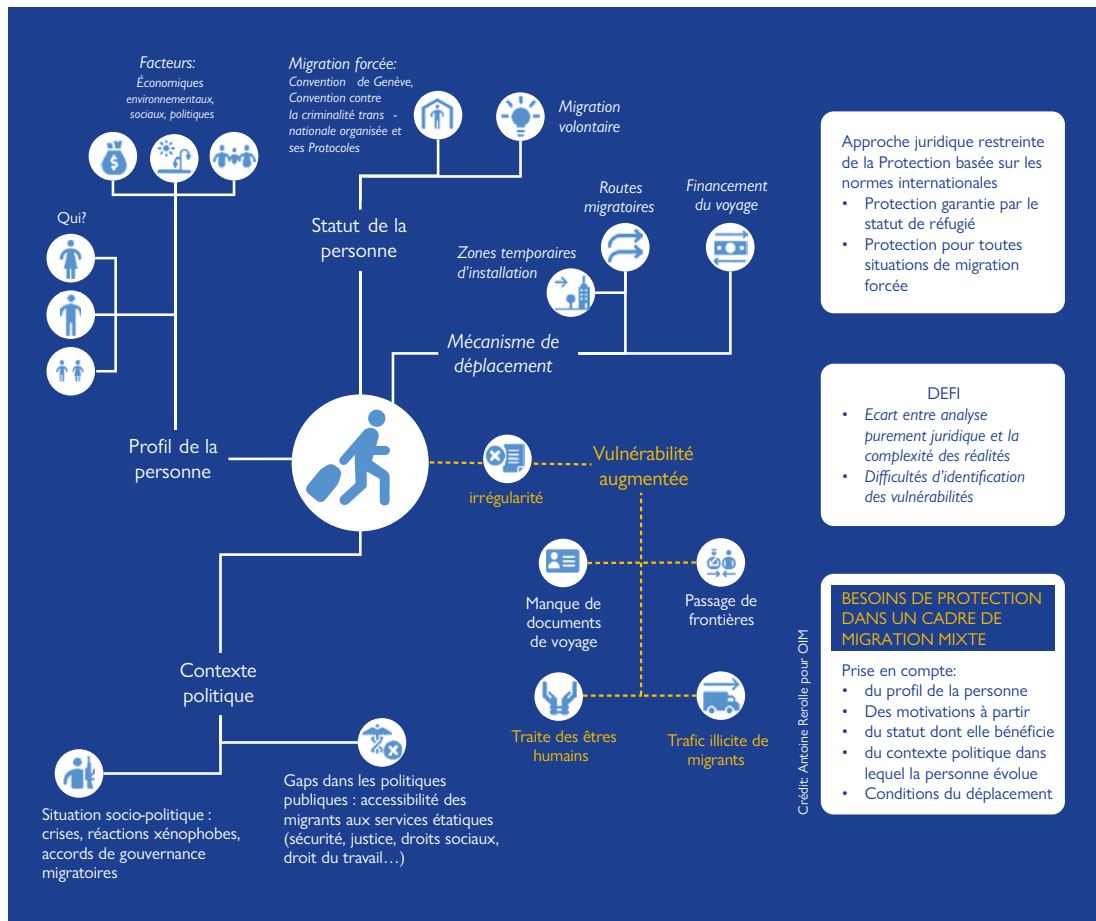 Facteurs:
Économiques
environnementaux,
sociaux, politiques
Migration forcée:
Convention de Genève,
Convention contre
la criminalité trans -
nationale organisée et
ses Protocoles
Migration
volontaire
Qui?
Statut de la
personne
Routes
migratoires
Financement
du voyage
Zones temporaires
d'installation
Mécanisme de
déplacement
Profil de la
personne
irrégularité
Vulnérabilité
augmentée
Manque de
documents
de voyage
Passage de
frontières
Traite des êtres
humains
Trafic illicite de
migrants
Contexte
politique
Situation socio-politique :
crises, réactions xénophobes,
accords de gouvernance
migratoires
Gaps dans les politiques
publiques : accessibilité des
migrants aux services étatiques
(sécurité, justice, droits sociaux,
droit du travail…)
Approche juridique restreinte
de la Protection basée sur les
normes internationales
• Protection garantie par le
statut de réfugié
• Protection pour toutes
situations de migration
forcée
DEFI
• Ecart entre analyse
purement juridique et la
complexité des réalités
• Difficultés d'identification
des vulnérabilités
BESOINS DE PROTECTION
DANS UN CADRE DE
MIGRATION MIXTE
Prise en compte:
• du profil de la personne
• Des motivations à partir
• du statut dont elle bénéficie
• du contexte politique dans
lequel la personne évolue
• Conditions du déplacement
Crédit: Antoine Rerolle pour OIM